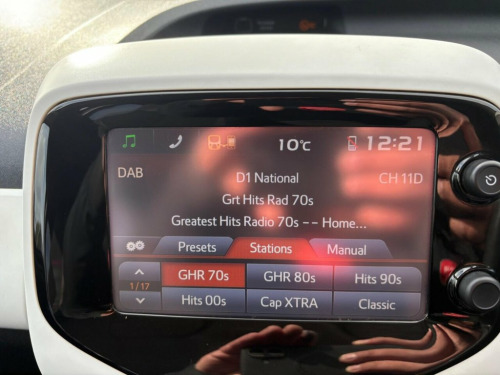 10°C 12:21
DAB D1 National CH 11D
Grt Hits Rad 70s
Greatest Hits Radio 70s -- Home...
Presets Stations Manual
GHR 70s GHR 80s Hits 90s
1/17
Hits 00s Cap XTRA Classic